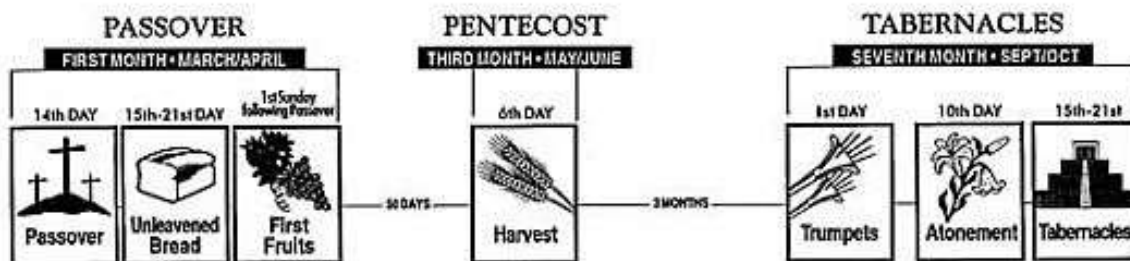 PASSOVER
FIRST MONTH • MARCH/APRIL
14th DAY
Passover
15th-21st DAY
Unleavened
Bread
1st Sunday
following Passover
First
Fruits
50 DAYS
PENTECOST
THIRD MONTH • MAY/JUNE
6th DAY
Harvest
3 MONTHS
TABERNACLES
SEVENTH MONTH • SEPT/OCT
1st DAY
Trumpets
10th DAY
Atonement
15th-21st
Tabernacles